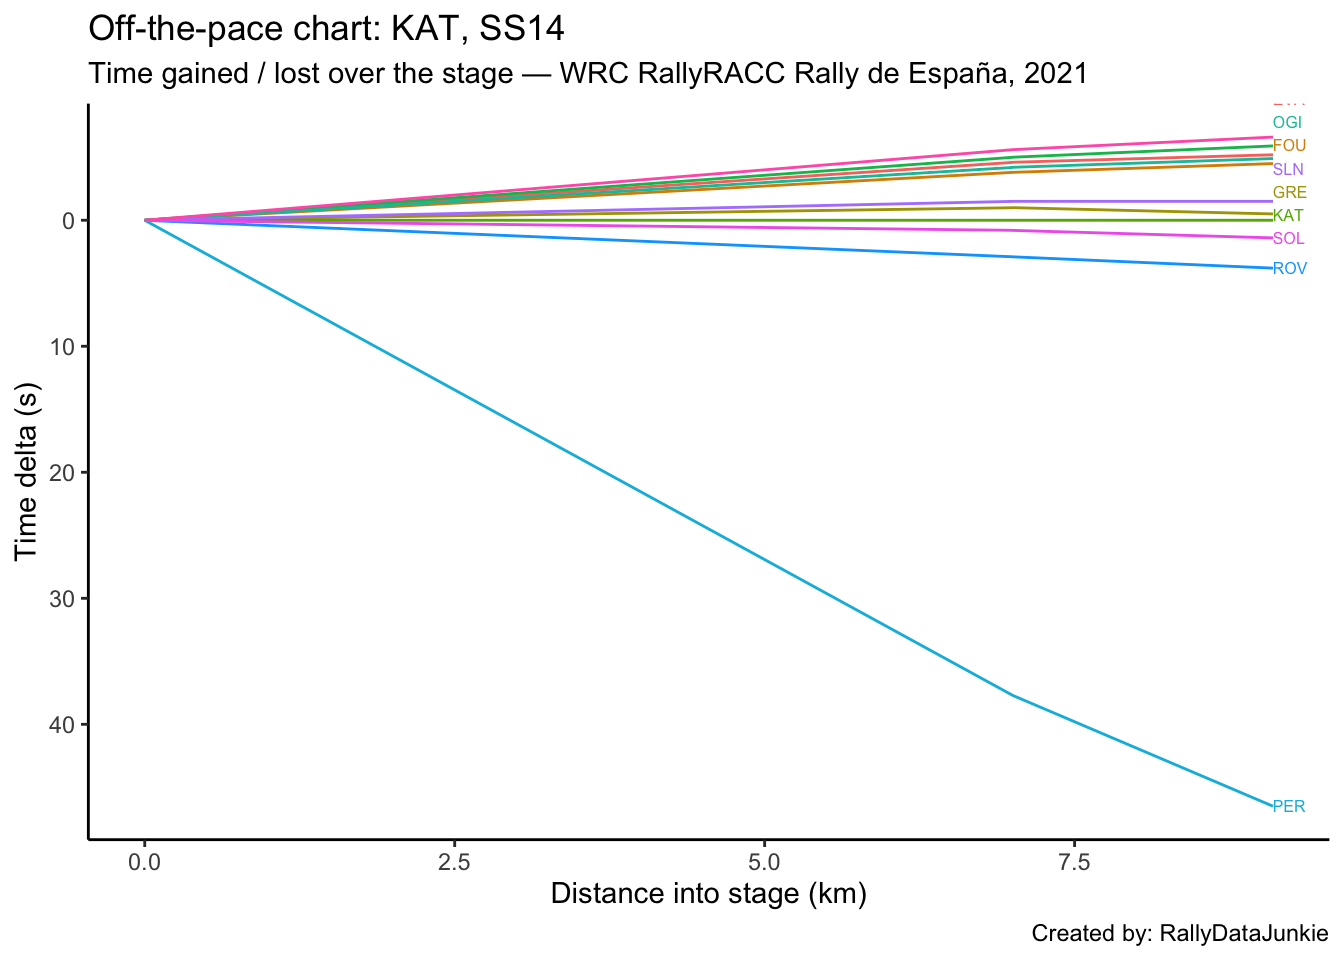 Off-the-pace chart: KAT, SS14
Time gained / lost over the stage — WRC RallyRACC Rally de España, 2021
OGI
FOU
SLN
GRE
KAT
SOL
ROV
PER
0
10
20
30
40
Time delta (s)
0.0
2.5
5.0
7.5
Distance into stage (km)
Created by: RallyDataJunkie